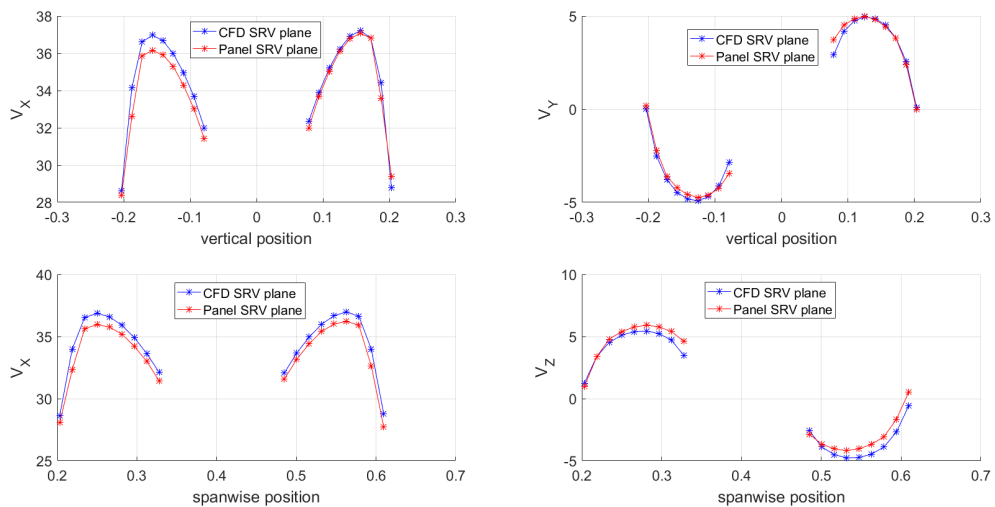 38
36
34
32
30
28
V_X
CFD SRV plane
Panel SRV plane
-0.3 -0.2 -0.1 0 0.1 0.2 0.3
vertical position
5
0
-5
V_Y
CFD SRV plane
Panel SRV plane
-0.3 -0.2 -0.1 0 0.1 0.2 0.3
vertical position
40
35
30
25
V_X
CFD SRV plane
Panel SRV plane
0.2 0.3 0.4 0.5 0.6 0.7
spanwise position
10
5
0
-5
V_Z
CFD SRV plane
Panel SRV plane
0.2 0.3 0.4 0.5 0.6 0.7
spanwise position